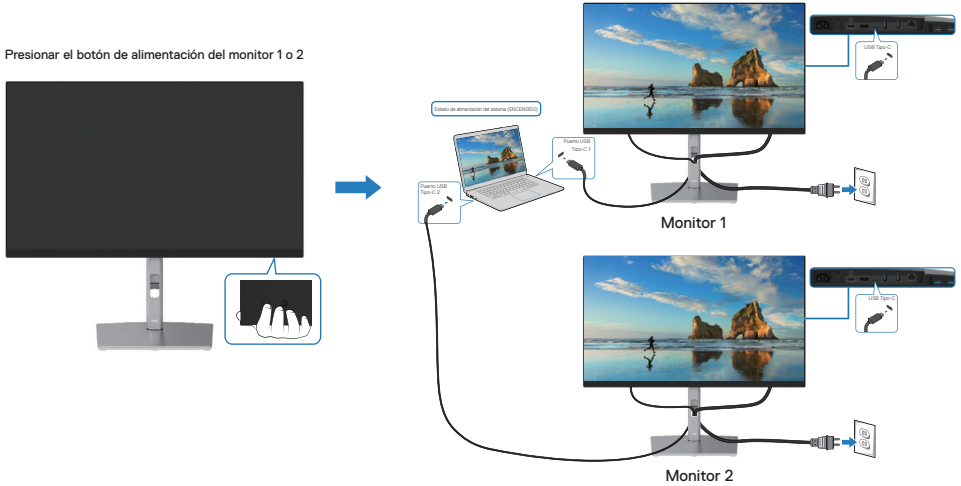 Presionar el botón de alimentación del monitor 1 o 2
Estado de alimentación del sistema (ENCENDIDO)
Puerto USB
Tipo-C 1
Puerto USB
Tipo-C 2
USB Tipo-C
Monitor 1
USB Tipo-C
Monitor 2